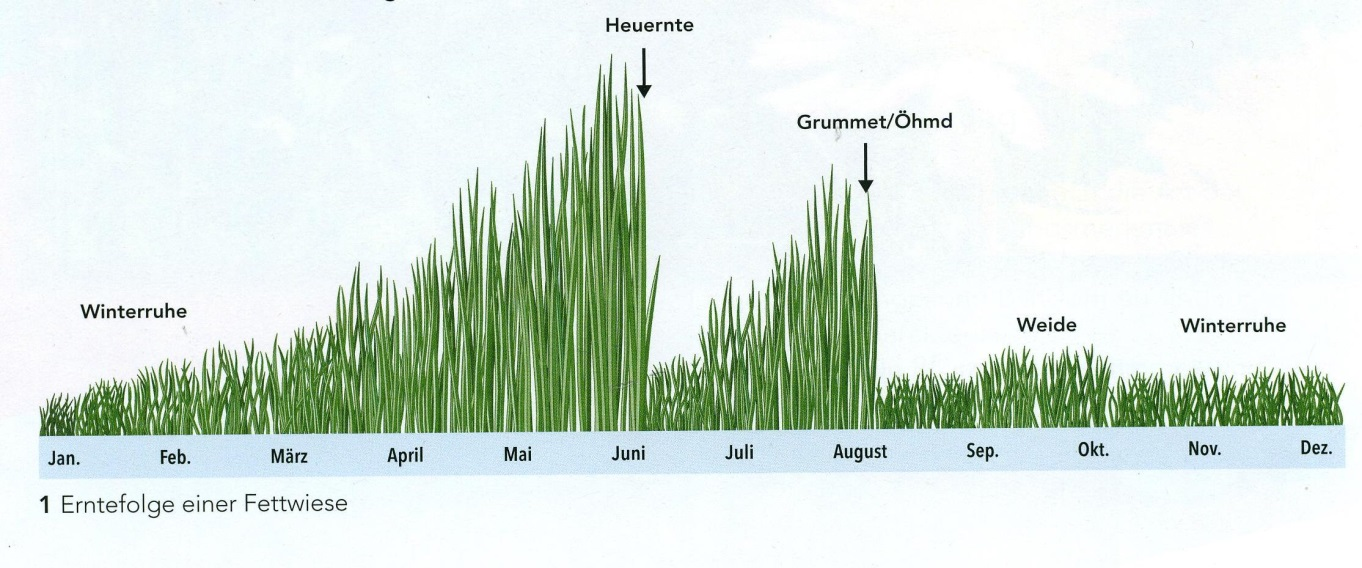 Heuernte
Grummet/Öhmd
Winterruhe
Weide
Winterruhe
Jan. Feb. März April Mai Juni Juli August Sep. Okt. Nov. Dez.
1 Erntefolge einer Fettwiese